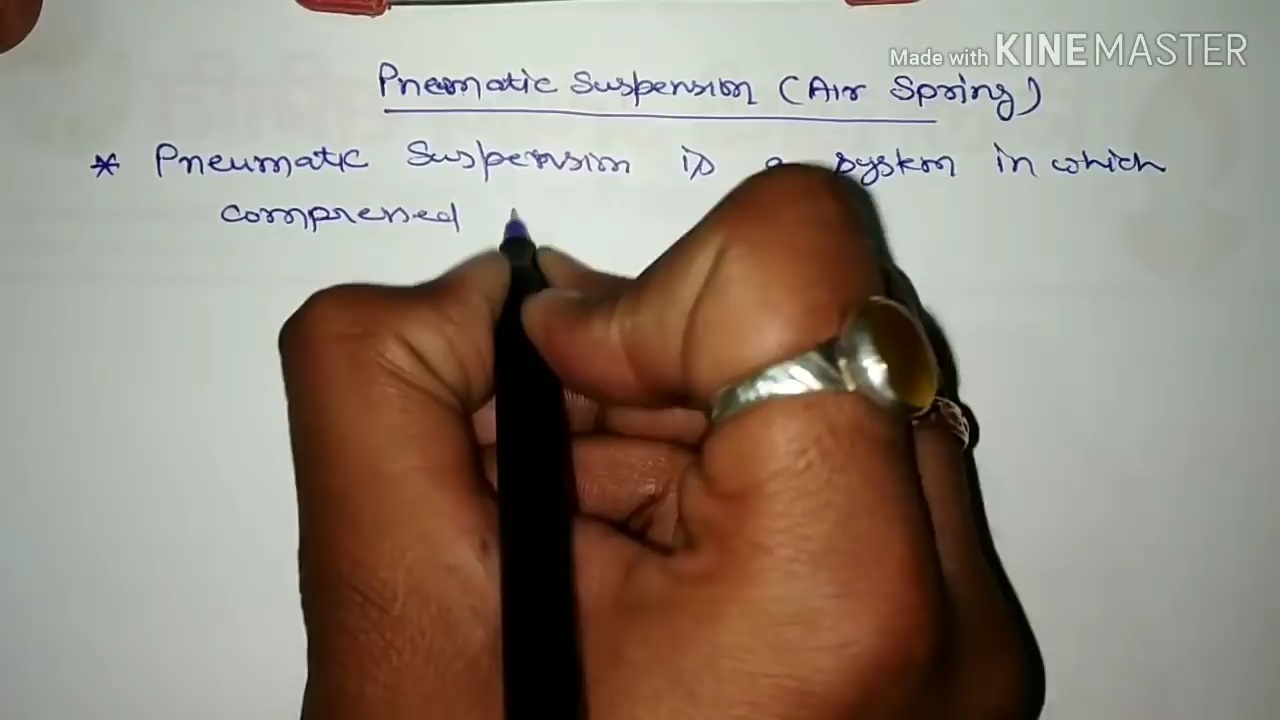 Made with KINEMASTER
Pneumatic Suspension (Air Spring)
* Pneumatic Suspension is a system in which
compressed